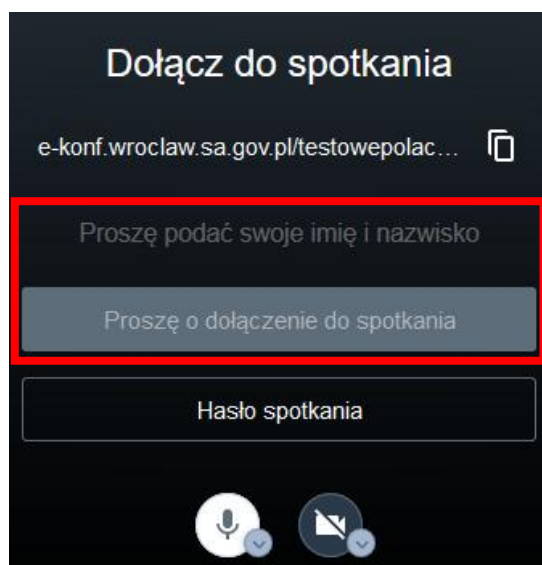 Dołącz do spotkania
e-konf.wroclaw.sa.gov.pl/testowepolac...
Proszę podać swoje imię i nazwisko
Proszę o dołączenie do spotkania
Hasło spotkania